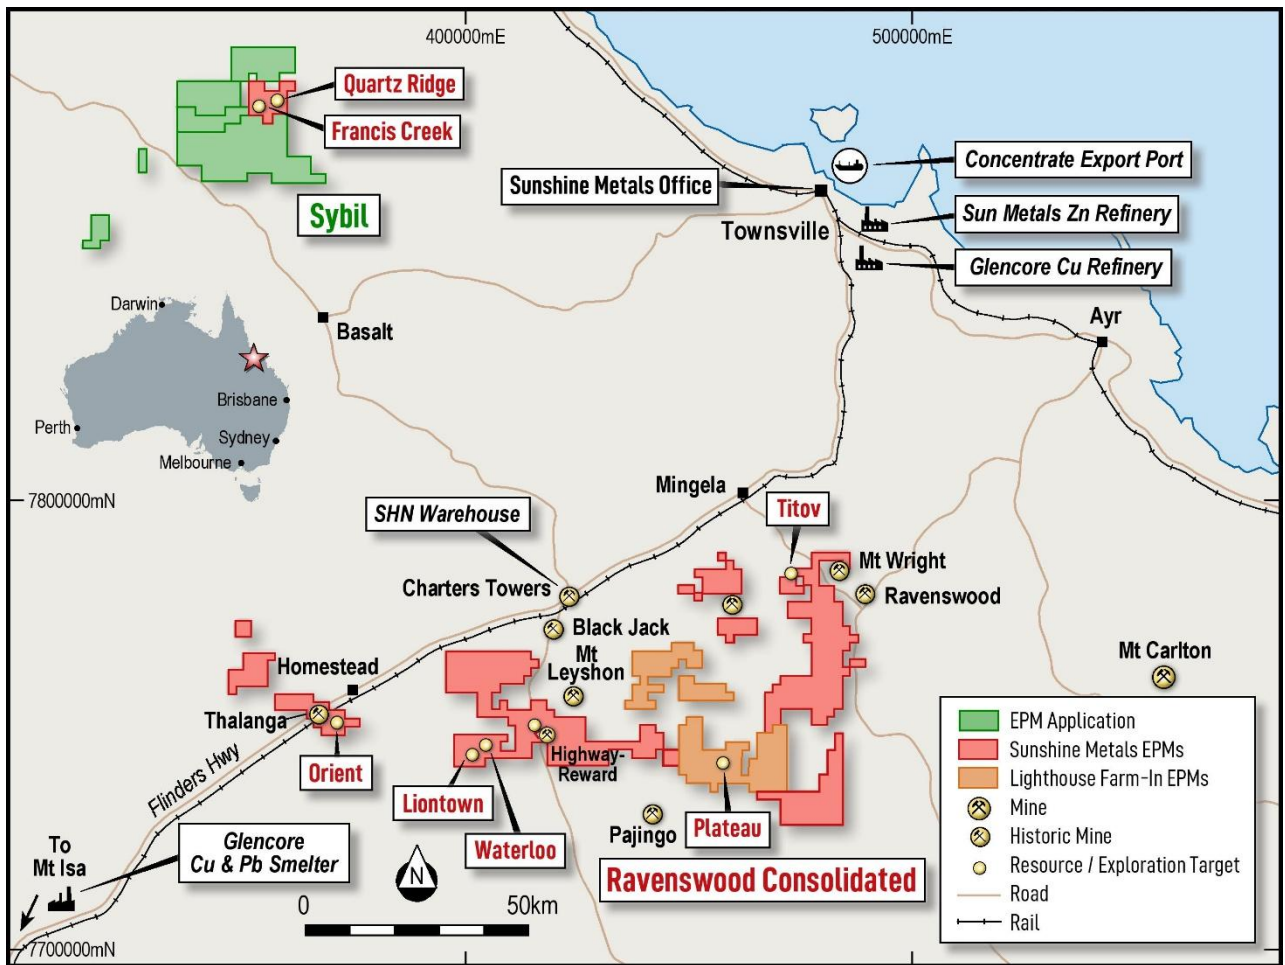 400000mE
500000mE
Quartz Ridge
Francis Creek
Sybil
Sunshine Metals Office
Concentrate Export Port
Sun Metals Zn Refinery
Glencore Cu Refinery
Townsville
Ayr
Basalt
Darwin
Brisbane
Perth
Sydney
Melbourne
7800000mN
Mingela
SHN Warehouse
Titov
Charters Towers
Mt Wright
Ravenswood
Black Jack
Mt
Leyshon
Homestead
Mt Carlton
Thalanga
Orient
Flinders Hwy
Highway-
Reward
Liontown
Waterloo
Pajingo
Plateau
Ravenswood Consolidated
To
Mt Isa
Glencore
Cu & Pb Smelter
N
0
50km
7700000mN
EPM Application
Sunshine Metals EPMs
Lighthouse Farm-In EPMs
Mine
Historic Mine
Resource / Exploration Target
Road
Rail